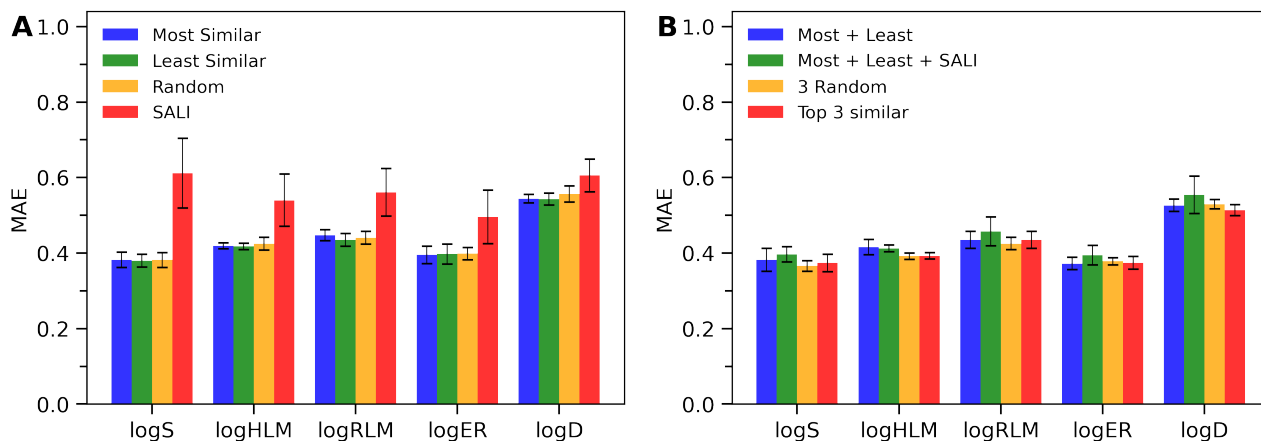 A
Most Similar
Least Similar
Random
SALI
MAE
1.0
0.8
0.6
0.4
0.2
0.0
logS logHLM logRLM logER logD
B
Most + Least
Most + Least + SALI
3 Random
Top 3 similar
MAE
1.0
0.8
0.6
0.4
0.2
0.0
logS logHLM logRLM logER logD